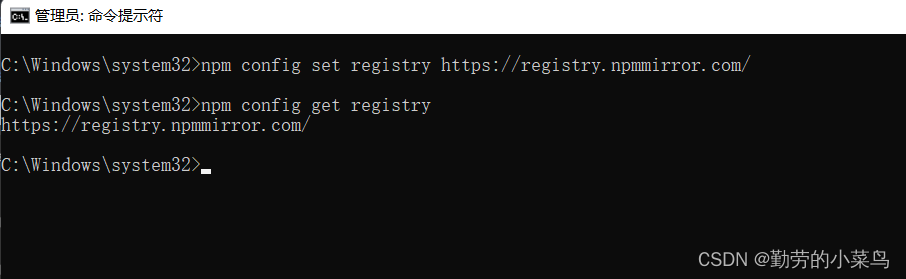 管理员: 命令提示符
C:\Windows\system32>npm config set registry https://registry.npmmirror.com/
C:\Windows\system32>npm config get registry
https://registry.npmmirror.com/
C:\Windows\system32>
CSDN @勤劳的小菜鸟